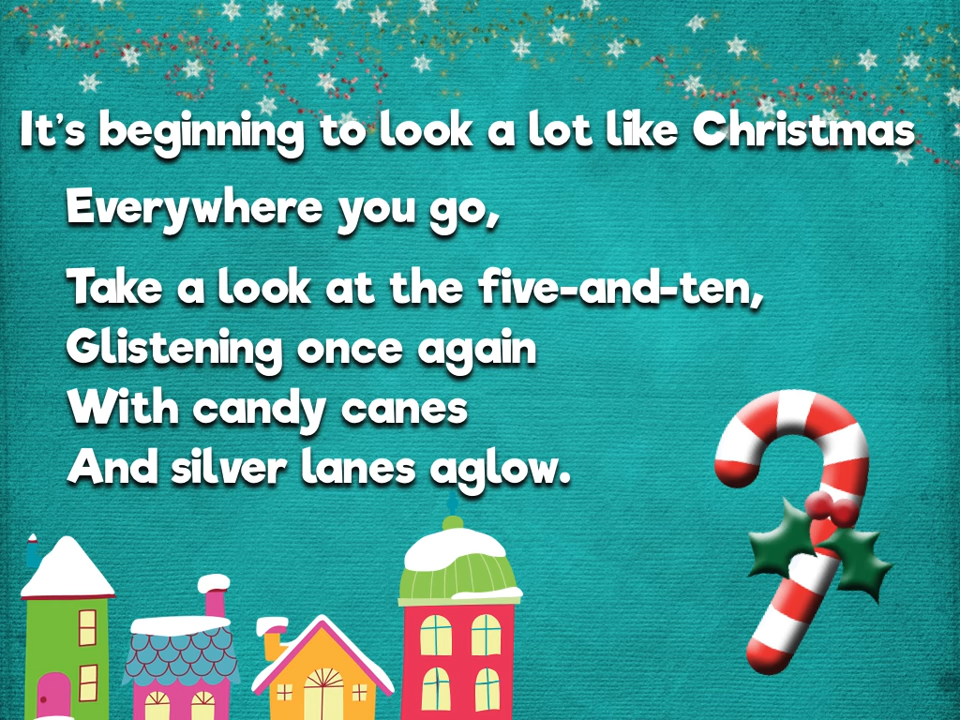 It's beginning to look a lot like Christmas
Everywhere you go,
Take a look at the five-and-ten,
Glistening once again
With candy canes
And silver lanes aglow.